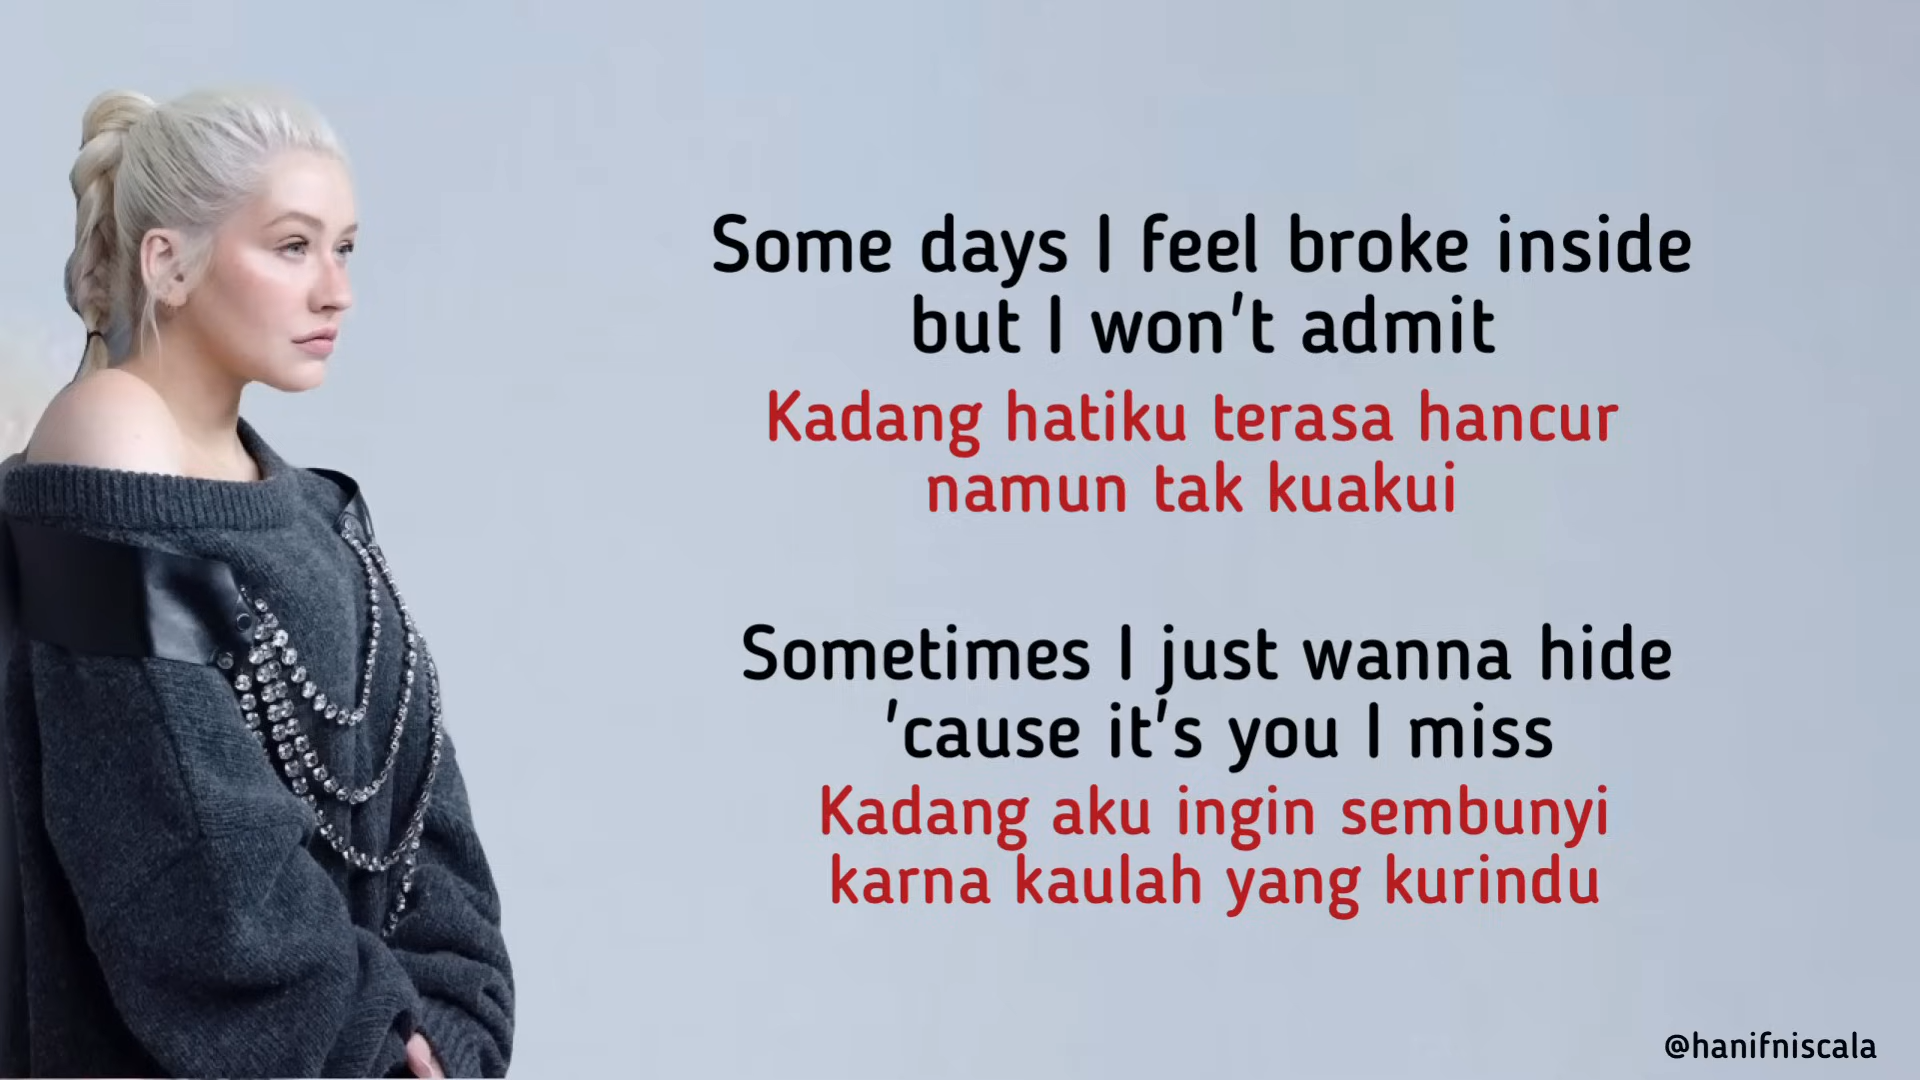 Some days I feel broke inside
but I won't admit
Kadang hatiku terasa hancur
namun tak kuakui
Sometimes I just wanna hide
'cause it's you I miss
Kadang aku ingin sembunyi
karna kaulah yang kurindu
@hanifniscala